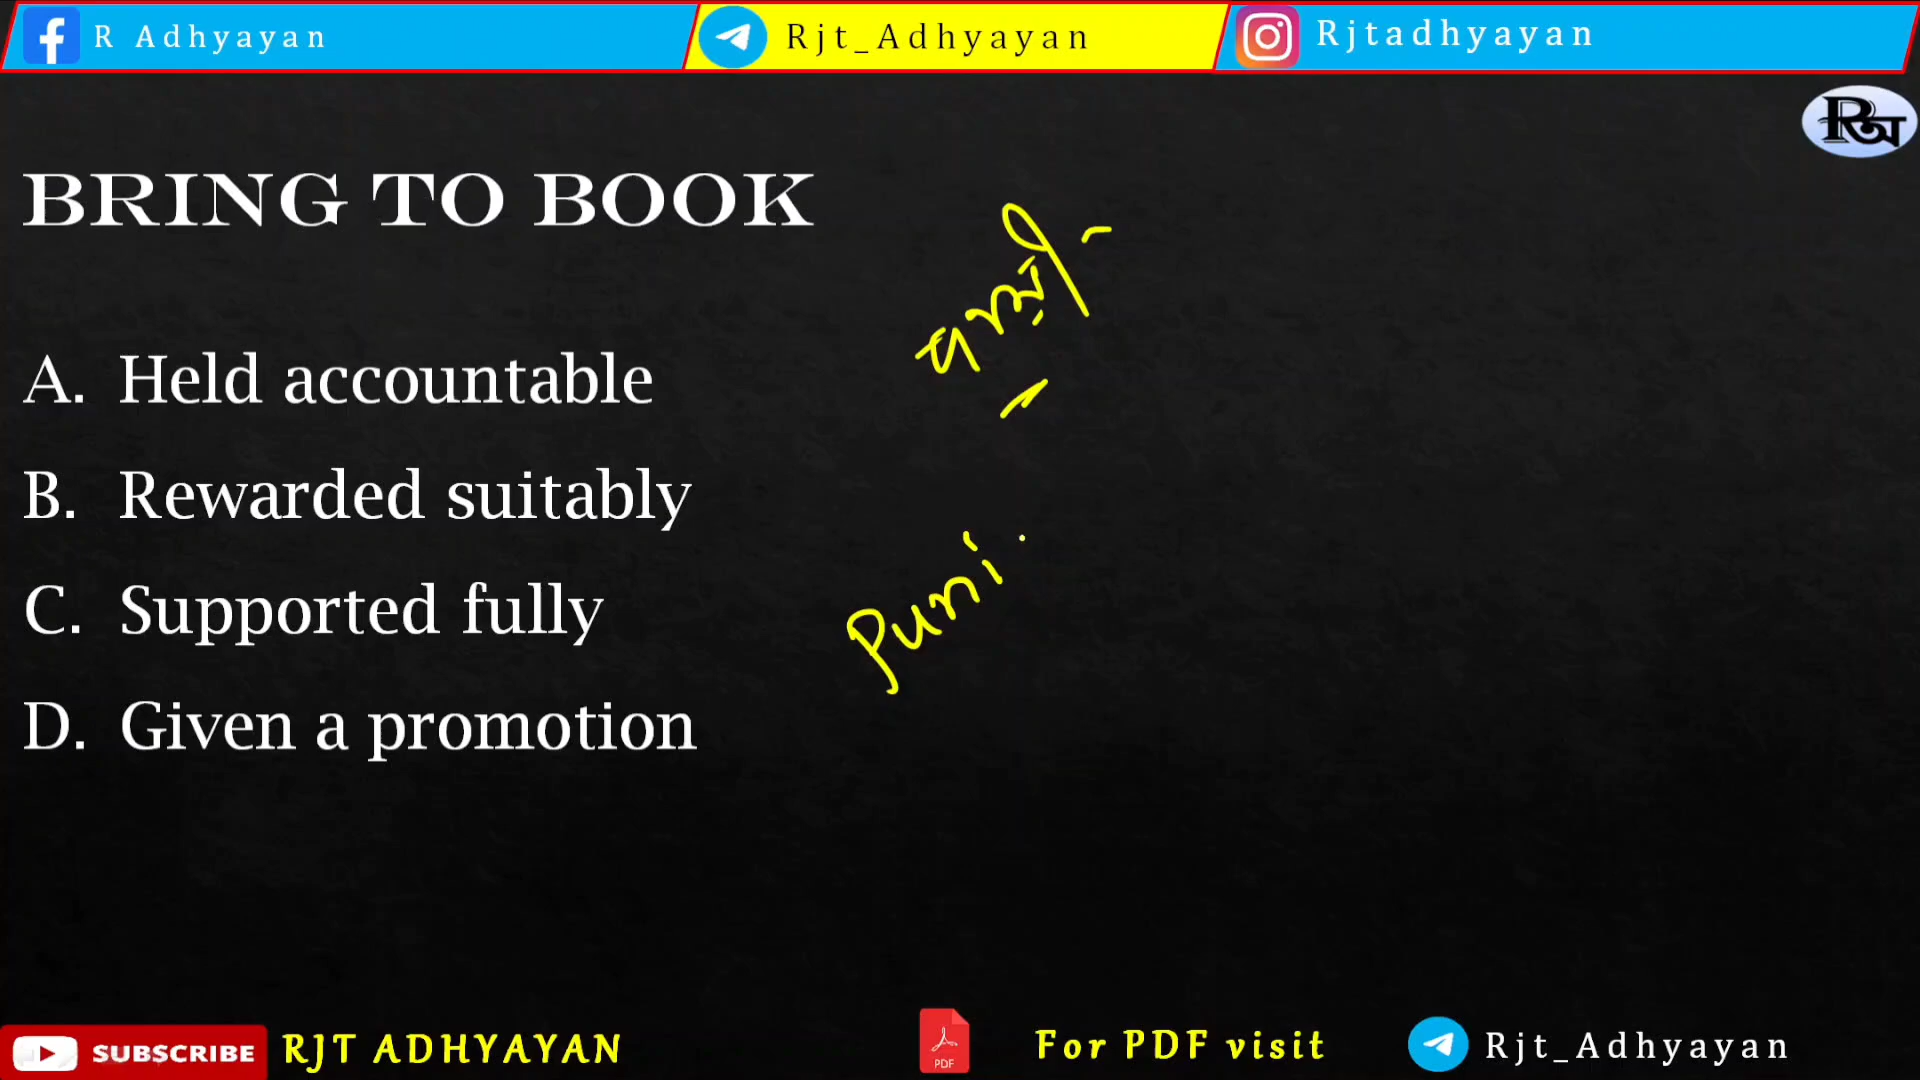 R Adhyayan
Rjt_Adhyayan
Rjtadhyayan
BRING TO BOOK
A. Held accountable
B. Rewarded suitably
C. Supported fully
D. Given a promotion
Puni
SUBSCRIBE
RJT ADHYAYAN
PDF
For PDF visit
Rjt_Adhyayan